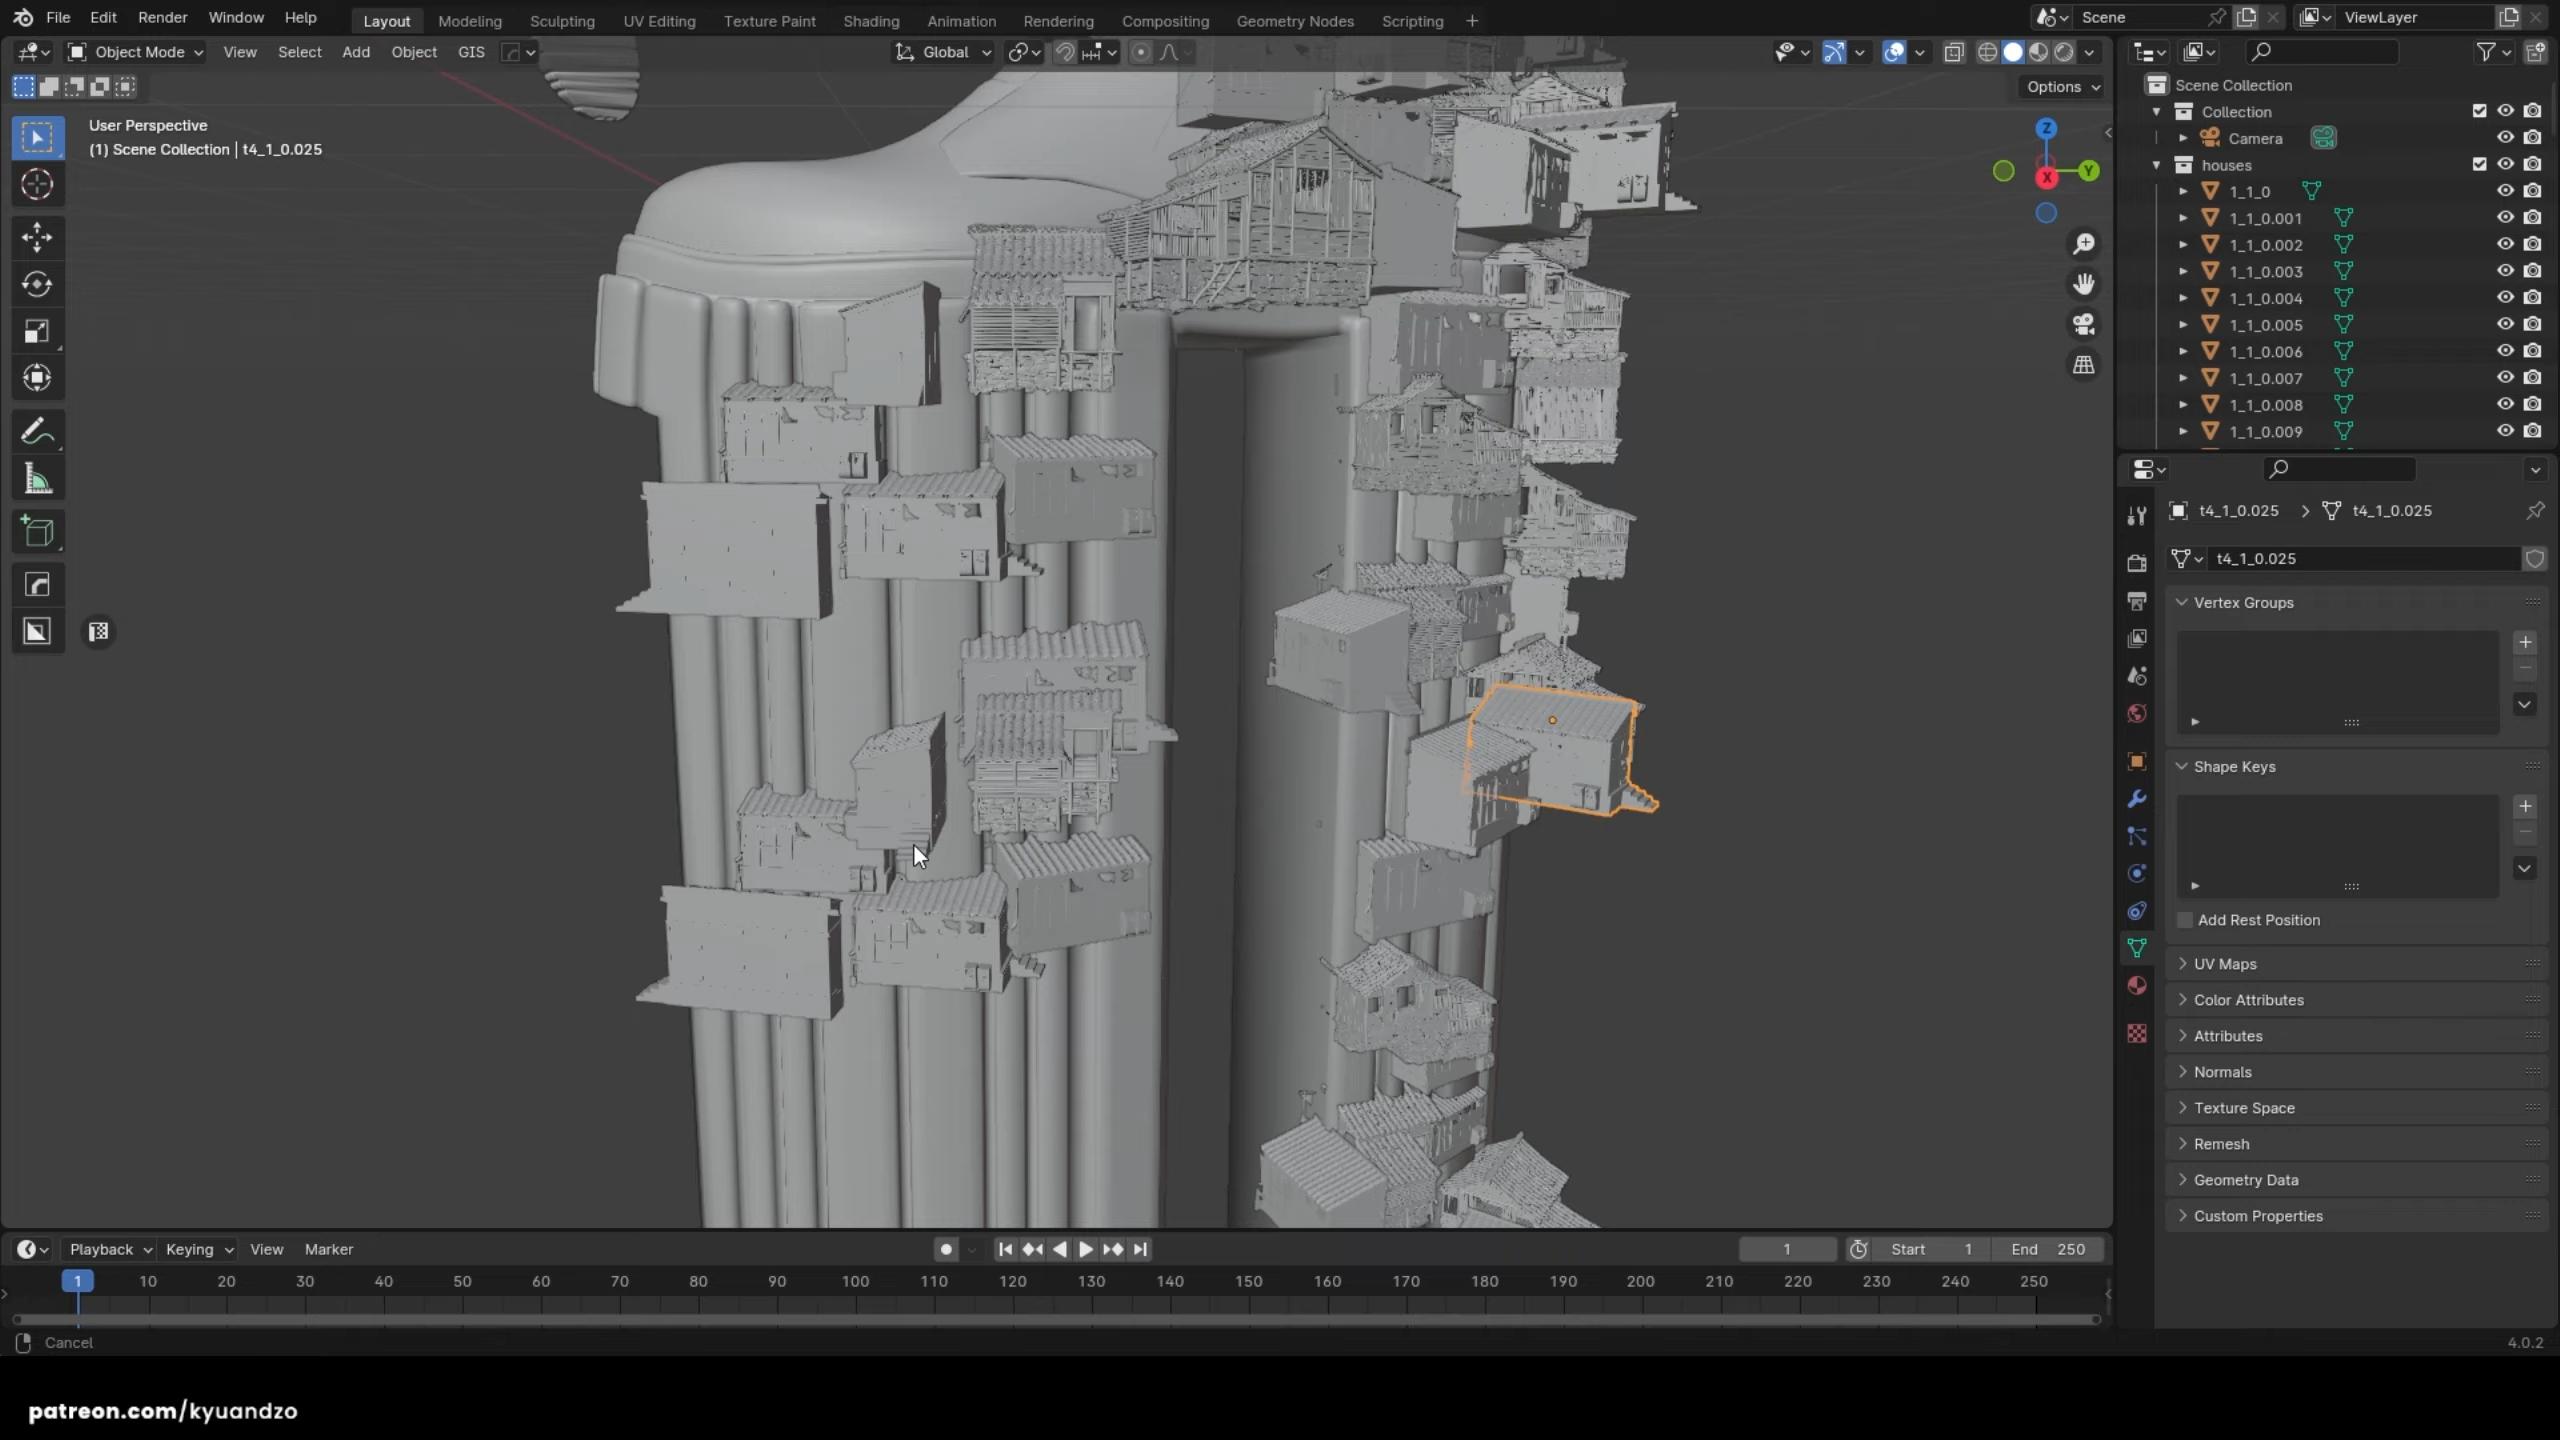 File Edit Render Window Help Layout Modeling Sculpting UV Editing Texture Paint Shading Animation Rendering Compositing Geometry Nodes Scripting + Scene ViewLayer
Object Mode View Select Add Object GIS Global
Options
User Perspective
(1) Scene Collection | t4_1_0.025
Z
Y
X
Scene Collection
Collection
Camera
houses
1_1_0
1_1_0.001
1_1_0.002
1_1_0.003
1_1_0.004
1_1_0.005
1_1_0.006
1_1_0.007
1_1_0.008
1_1_0.009
t4_1_0.025 > t4_1_0.025
t4_1_0.025
Vertex Groups
Shape Keys
Add Rest Position
UV Maps
Color Attributes
Attributes
Normals
Texture Space
Remesh
Geometry Data
Custom Properties
Playback Keying View Marker 1 Start 1 End 250
1 10 20 30 40 50 60 70 80 90 100 110 120 130 140 150 160 170 180 190 200 210 220 230 240 250
Cancel 4.0.2
patreon.com/kyuandzo